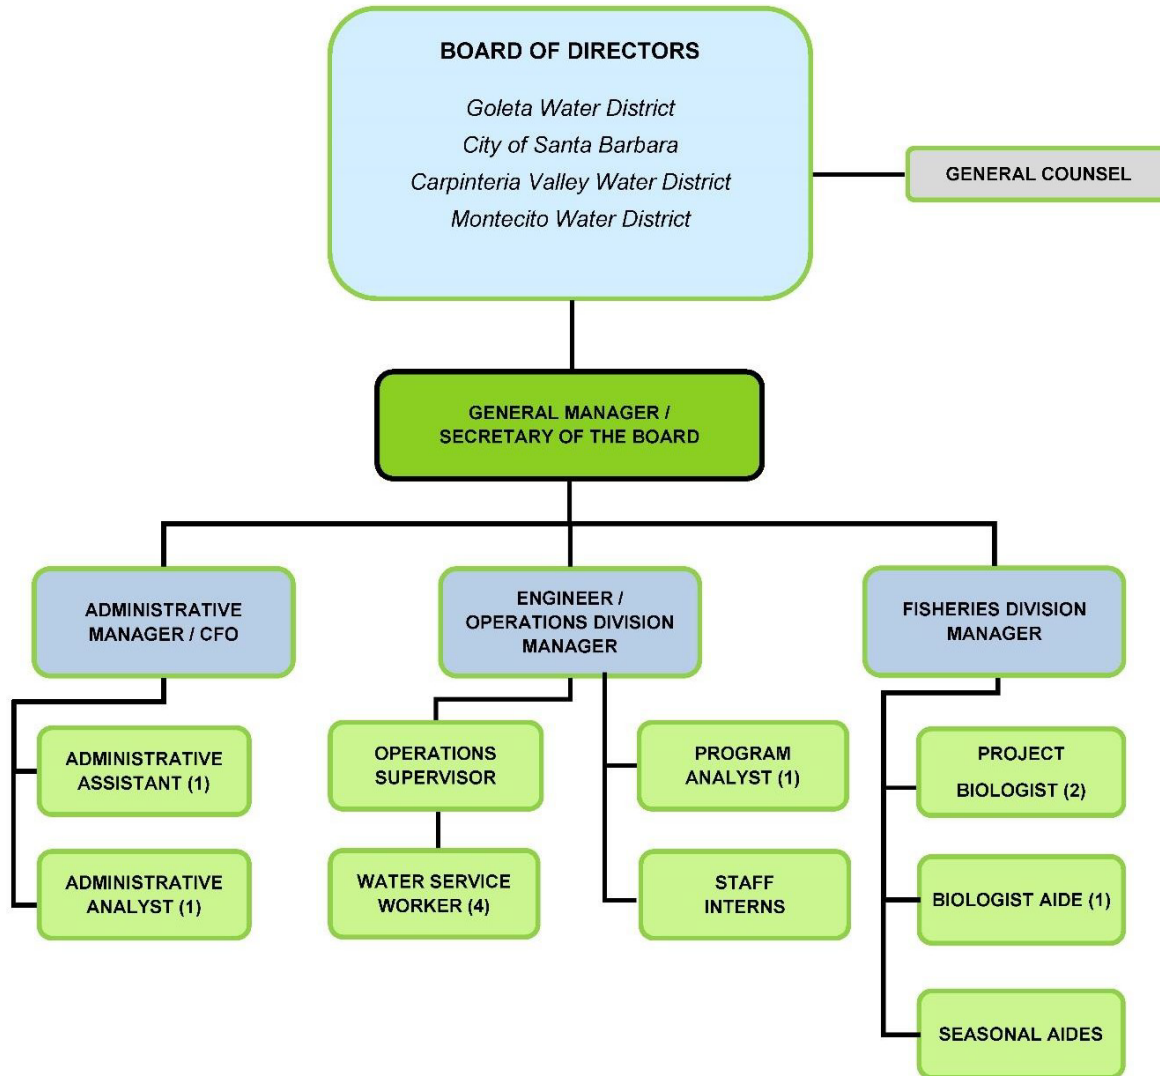 BOARD OF DIRECTORS
Goleta Water District
City of Santa Barbara
Carpinteria Valley Water District
Montecito Water District
GENERAL COUNSEL
GENERAL MANAGER /
SECRETARY OF THE BOARD
ADMINISTRATIVE
MANAGER / CFO
ENGINEER /
OPERATIONS DIVISION
MANAGER
FISHERIES DIVISION
MANAGER
ADMINISTRATIVE
ASSISTANT (1)
ADMINISTRATIVE
ANALYST (1)
OPERATIONS
SUPERVISOR
WATER SERVICE
WORKER (4)
PROGRAM
ANALYST (1)
STAFF
INTERNS
PROJECT
BIOLOGIST (2)
BIOLOGIST AIDE (1)
SEASONAL AIDES